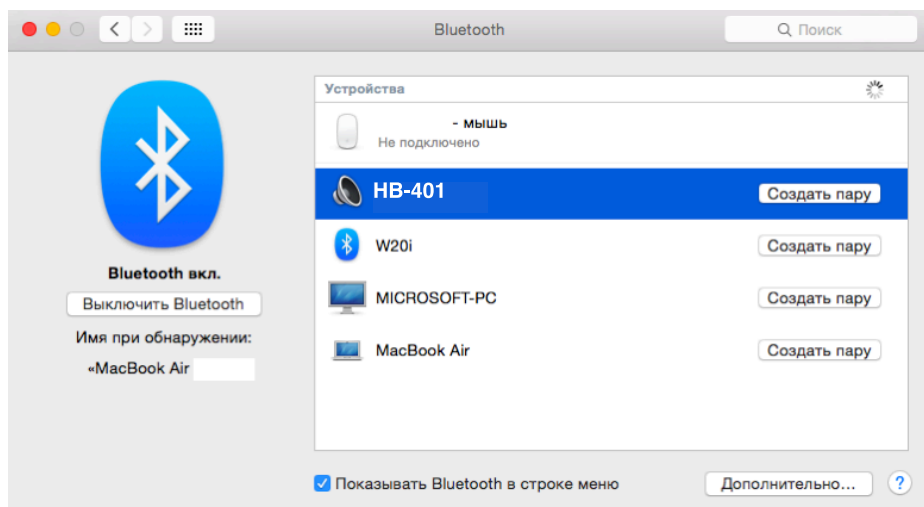 Bluetooth
Поиск
Устройства
- мышь
Не подключено
HB-401
Создать пару
W20i
Создать пару
MICROSOFT-PC
Создать пару
MacBook Air
Создать пару
Bluetooth вкл.
Выключить Bluetooth
Имя при обнаружении:
«MacBook Air
Показывать Bluetooth в строке меню
Дополнительно...
?